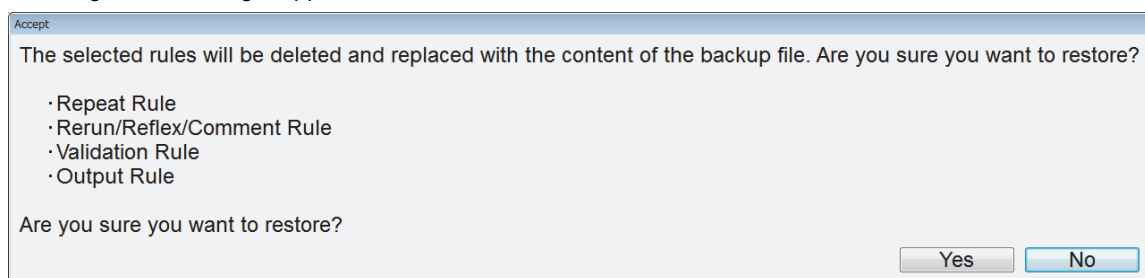 Accept
The selected rules will be deleted and replaced with the content of the backup file. Are you sure you want to restore?
·Repeat Rule
·Rerun/Reflex/Comment Rule
·Validation Rule
·Output Rule
Are you sure you want to restore?
Yes No